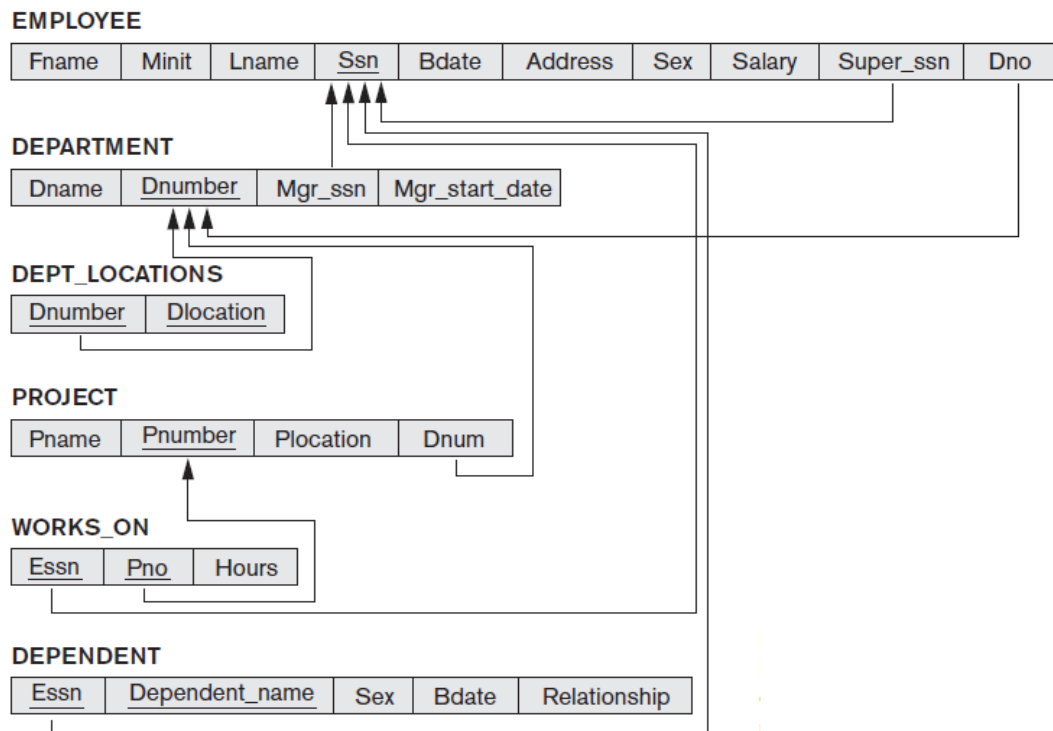 EMPLOYEE
Fname Minit Lname Ssn Bdate Address Sex Salary Super_ssn Dno
DEPARTMENT
Dname Dnumber Mgr_ssn Mgr_start_date
DEPT_LOCATIONS
Dnumber Dlocation
PROJECT
Pname Pnumber Plocation Dnum
WORKS_ON
Essn Pno Hours
DEPENDENT
Essn Dependent_name Sex Bdate Relationship